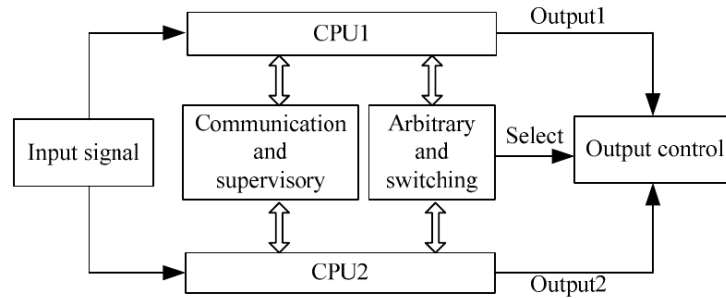 CPU1
Output1
Input signal
Communication
and
supervisory
Arbitrary
and
switching
Select
Output control
CPU2
Output2